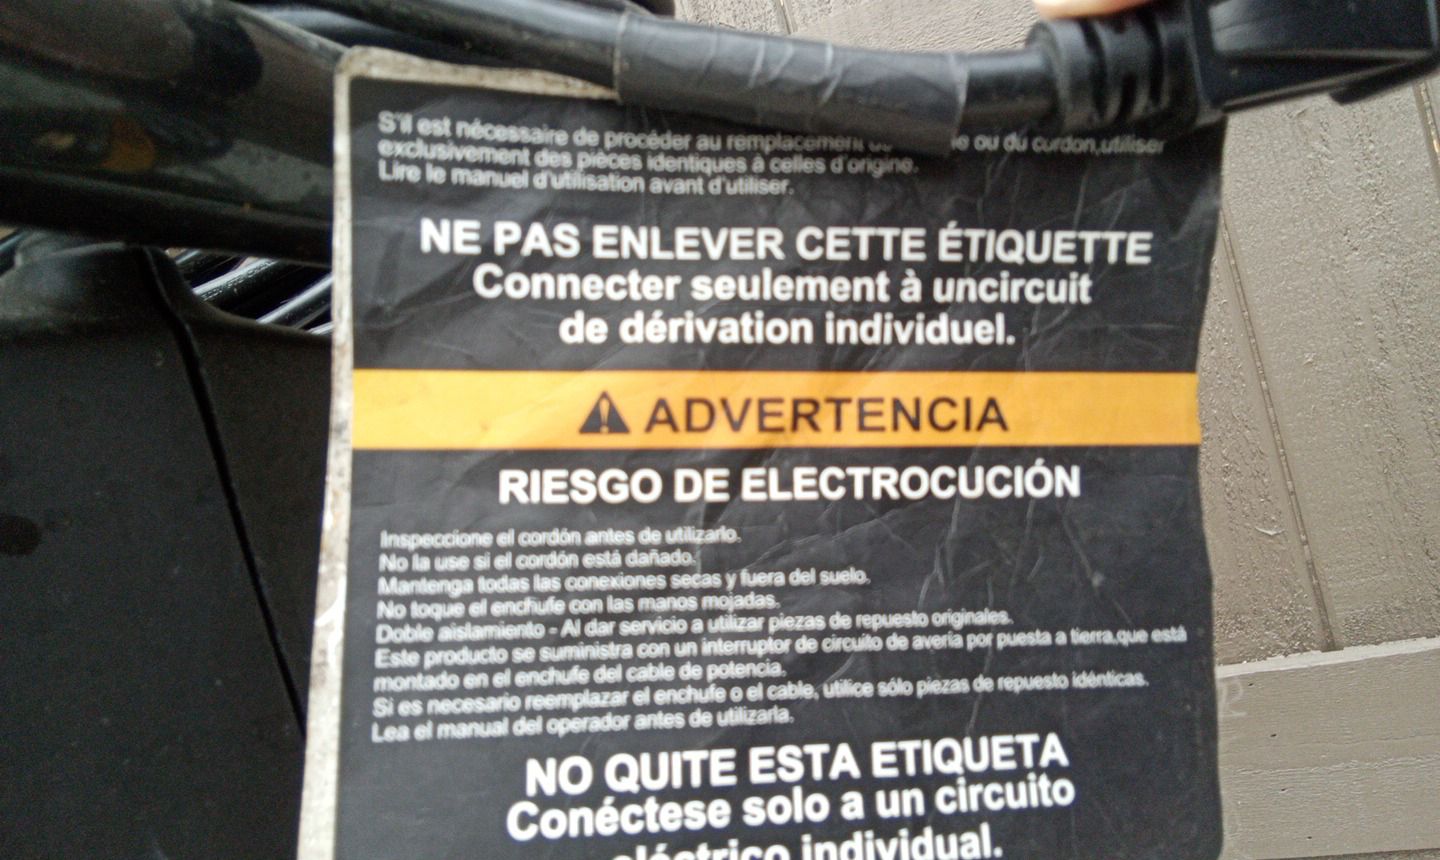 S'il est nécessaire de procéder au remplacement ou du cordon,utiliser
exclusivement des pièces identiques à celles d'origine.
Lire le manuel d'utilisation avant d'utiliser.
NE PAS ENLEVER CETTE ÉTIQUETTE
Connecter seulement à uncircuit
de dérivation individuel.
ADVERTENCIA
RIESGO DE ELECTROCUCIÓN
Inspeccione el cordón antes de utilizarlo.
No la use si el cordón está dañado.
Mantenga todas las conexiones secas y fuera del suelo.
No toque el enchufe con las manos mojadas.
Doble aislamiento - Al dar servicio a utilizar piezas de repuesto originales.
Este producto se suministra con un interruptor de circuito de averia por puesta a tierra,que está
montado en el enchufe del cable de potencia.
Si es necesario reemplazar el enchufe o el cable, utilice sólo piezas de repuesto idénticas.
Lea el manual del operador antes de utilizarla.
NO QUITE ESTA ETIQUETA
Conéctese solo a un circuito
eléctrico individual.